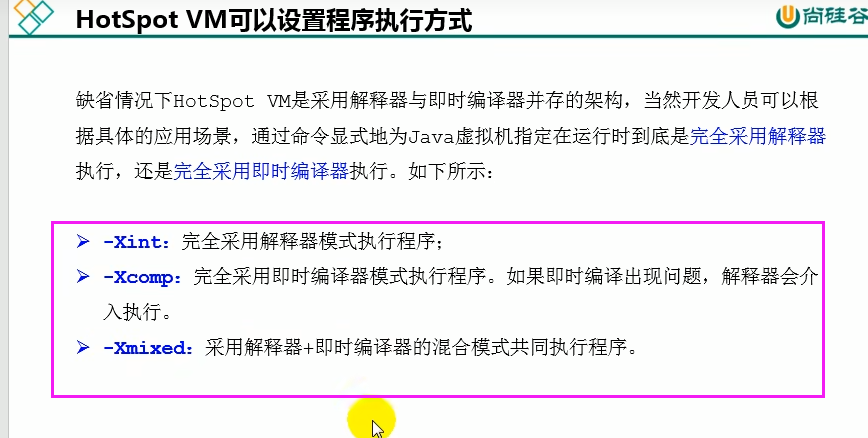 HotSpot VM可以设置程序执行方式
尚硅谷
缺省情况下HotSpot VM是采用解释器与即时编译器并存的架构，当然开发人员可以根
据具体的应用场景，通过命令显式地为Java虚拟机指定在运行时到底是完全采用解释器
执行，还是完全采用即时编译器执行。如下所示：
-Xint：完全采用解释器模式执行程序；
-Xcomp：完全采用即时编译器模式执行程序。如果即时编译出现问题，解释器会介
入执行。
-Xmixed：采用解释器+即时编译器的混合模式共同执行程序。